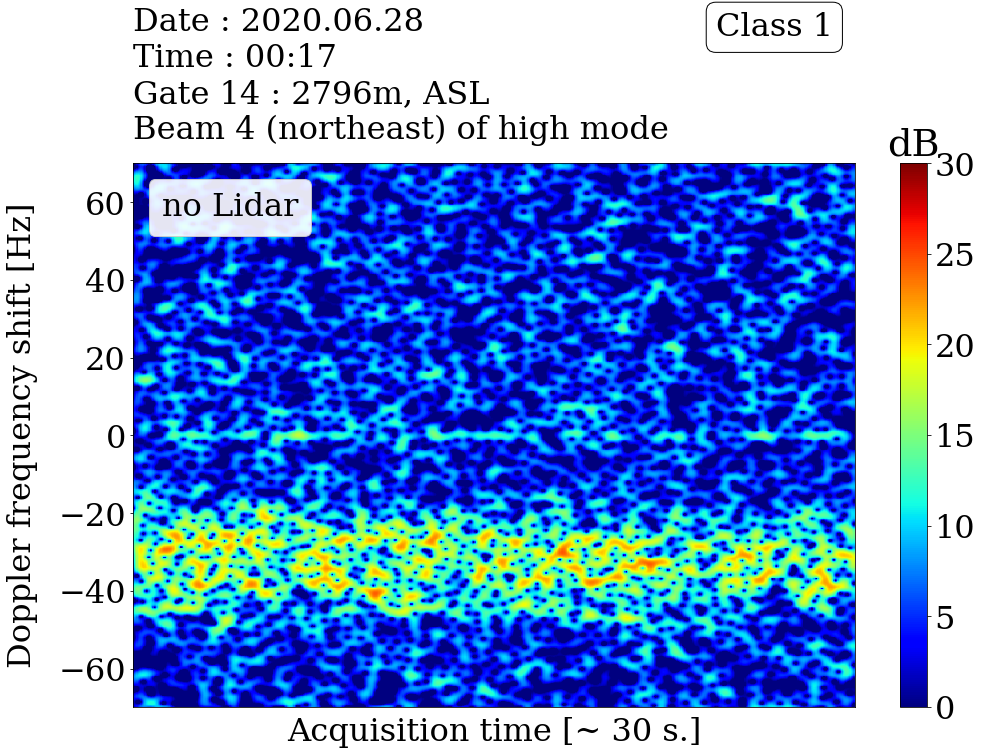 Date : 2020.06.28
Class 1
Time : 00:17
Gate 14 : 2796m, ASL
Beam 4 (northeast) of high mode
dB
no Lidar
Doppler frequency shift [Hz]
60
40
20
0
−20
−40
−60
30
25
20
15
10
5
0
Acquisition time [~ 30 s.]